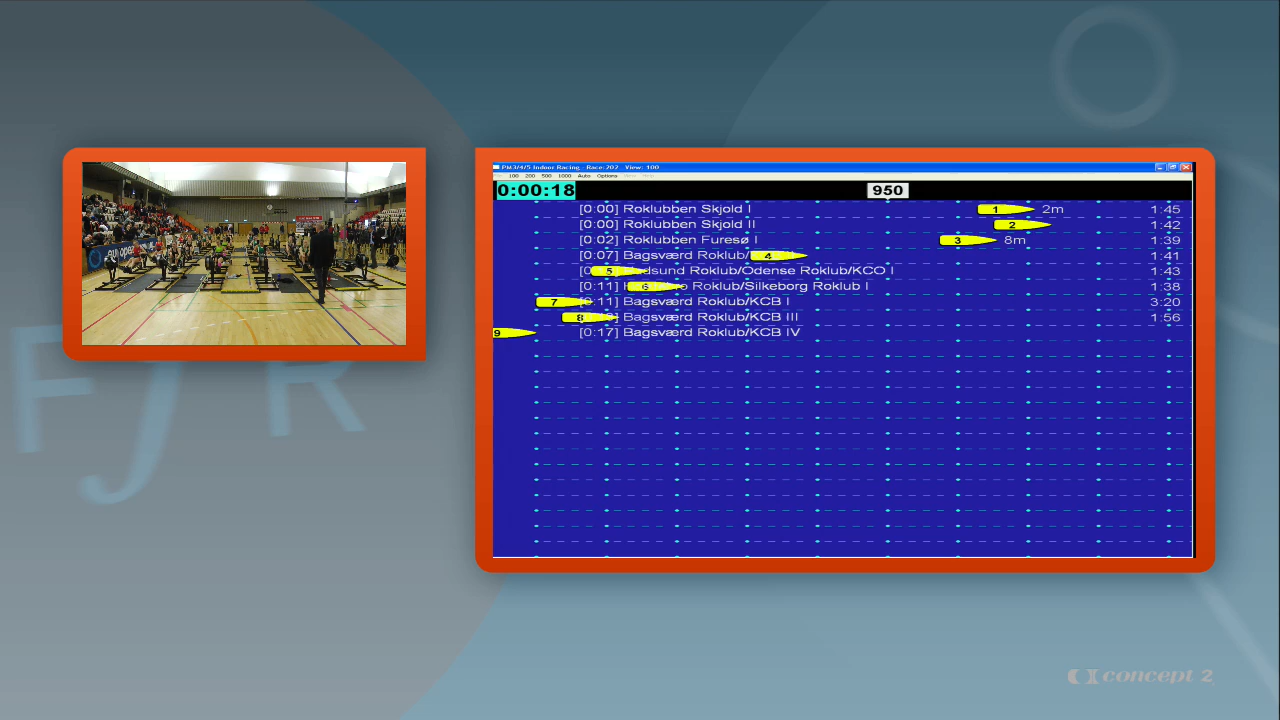 PM3/4/5 Indoor Racing - Race:202 - View: 100
100 200 500 1000 Auto Options
0:00:18 950
[0:00] Roklubben Skjold I 1 2m 1:45
[0:00] Roklubben Skjold II 2 1:42
[0:02] Roklubben Furesø I 3 8m 1:39
[0:07] Bagsværd Roklub/ 4 1:41
5 Roklub/Odense Roklub/KCO I 1:43
[0:11] 6 Roklub/Silkeborg Roklub I 1:38
7 [0:11] Bagsværd Roklub/KCB I 3:20
8 Bagsværd Roklub/KCB III 1:56
9 [0:17] Bagsværd Roklub/KCB IV
FJR
concept 2